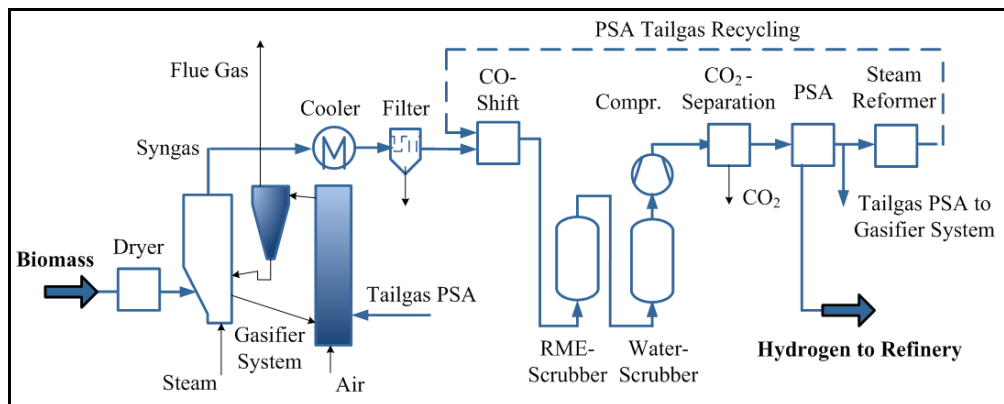 PSA Tailgas Recycling
Flue Gas
Cooler
Filter
CO-
Shift
Compr.
CO₂ -
Separation
PSA
Steam
Reformer
Syngas
M
CO₂
Tailgas PSA to
Gasifier System
Biomass
Dryer
Tailgas PSA
Gasifier
System
Steam
Air
RME-
Scrubber
Water-
Scrubber
Hydrogen to Refinery